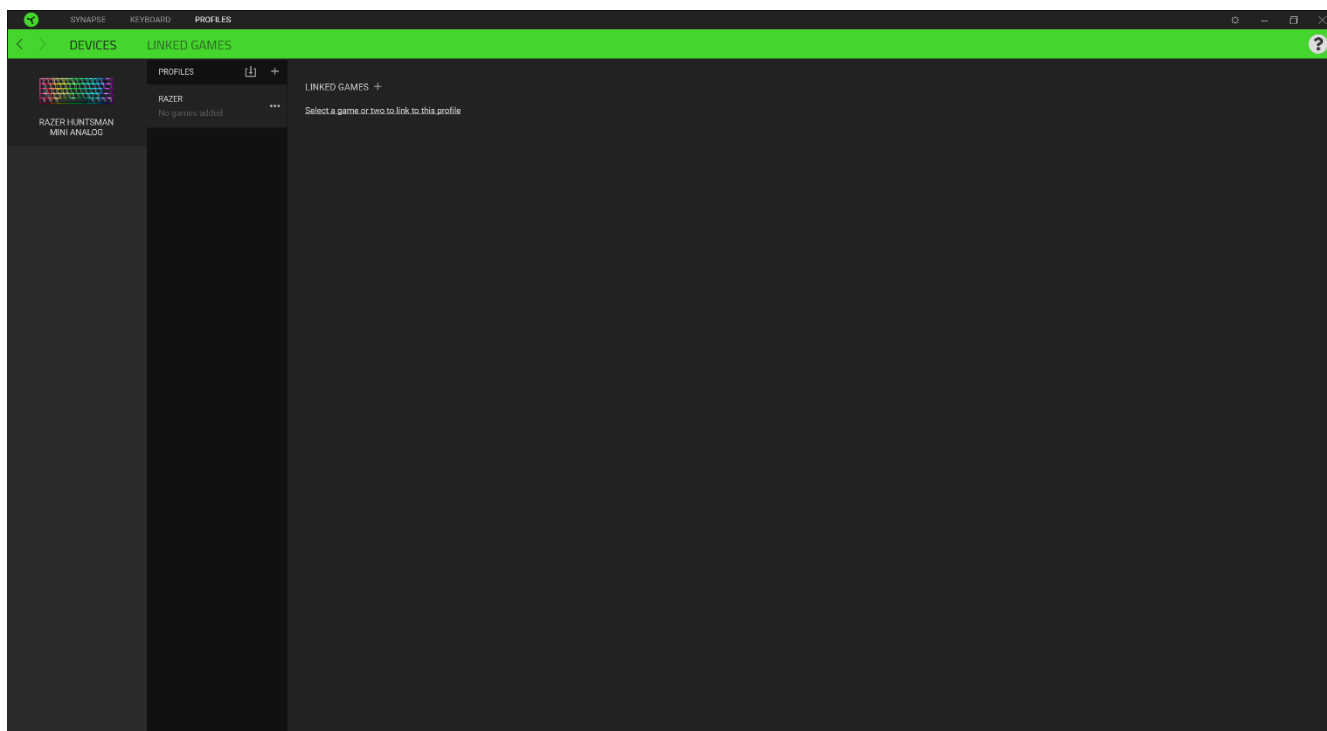 SYNAPSE KEYBOARD PROFILES
DEVICES LINKED GAMES
?
RAZER HUNTSMAN
MINI ANALOG
PROFILES
RAZER
No games added
LINKED GAMES +
Select a game or two to link to this profile